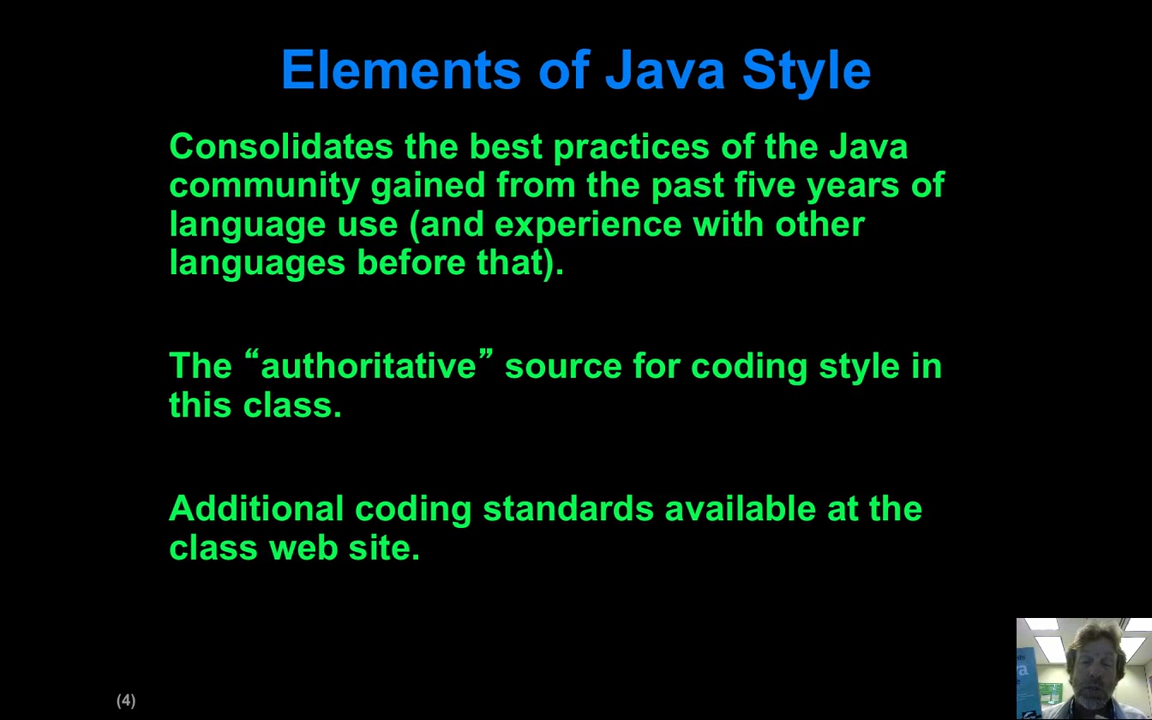 Elements of Java Style
Consolidates the best practices of the Java
community gained from the past five years of
language use (and experience with other
languages before that).
The “authoritative” source for coding style in
this class.
Additional coding standards available at the
class web site.
(4)